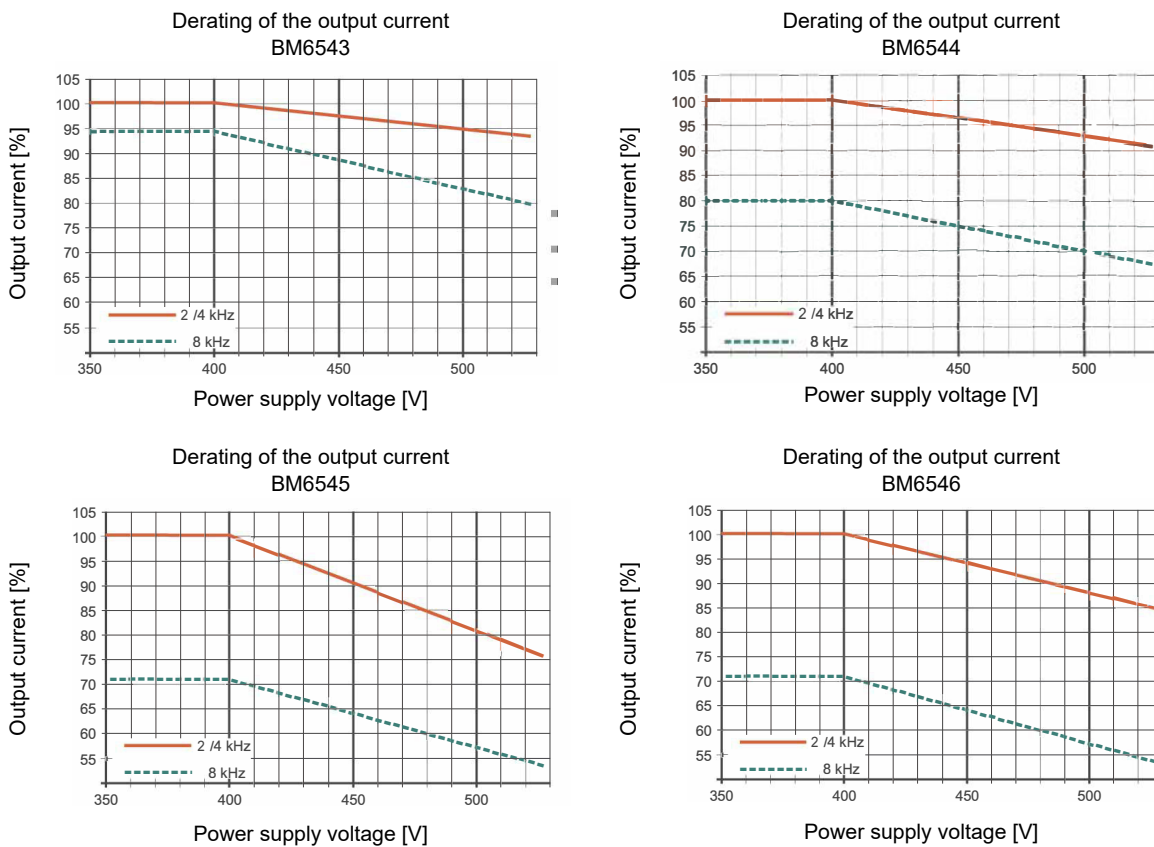 Derating of the output current
BM6543
Output current [%]
105
100
95
90
85
80
75
70
65
60
55
2 /4 kHz
8 kHz
350
400
450
500
Power supply voltage [V]
Derating of the output current
BM6544
Output current [%]
105
100
95
90
85
80
75
70
65
60
55
2 /4 kHz
8 kHz
350
400
450
500
Power supply voltage [V]
Derating of the output current
BM6545
Output current [%]
105
100
95
90
85
80
75
70
65
60
55
2 /4 kHz
8 kHz
350
400
450
500
Power supply voltage [V]
Derating of the output current
BM6546
Output current [%]
105
100
95
90
85
80
75
70
65
60
55
2 /4 kHz
8 kHz
350
400
450
500
Power supply voltage [V]